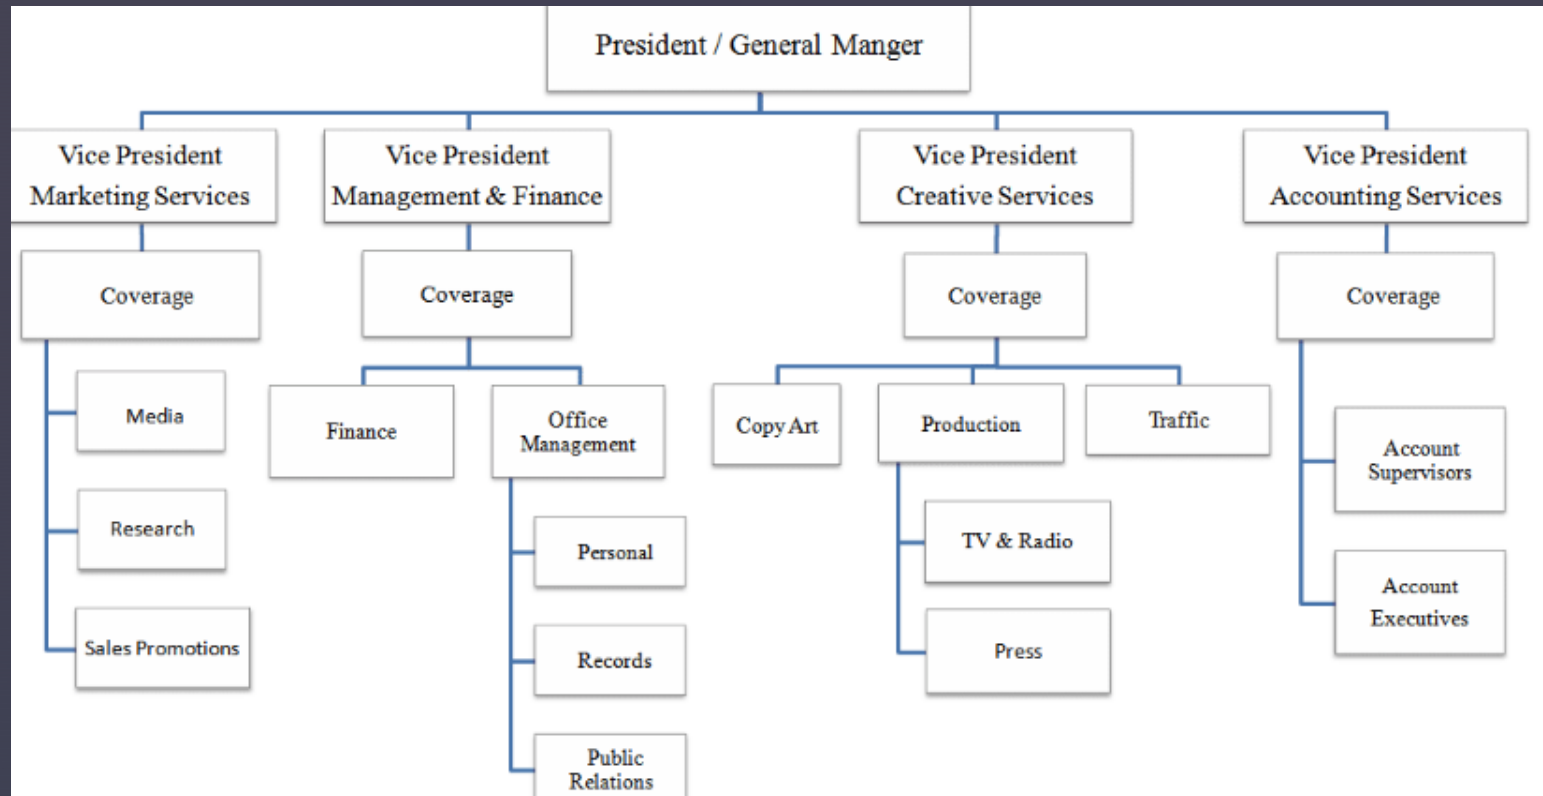 President / General Manger
Vice President
Marketing Services
Vice President
Management & Finance
Vice President
Creative Services
Vice President
Accounting Services
Coverage
Coverage
Coverage
Coverage
Media
Research
Sales Promotions
Finance
Office
Management
Personal
Records
Public
Relations
Copy Art
Production
Traffic
TV & Radio
Press
Account
Supervisors
Account
Executives